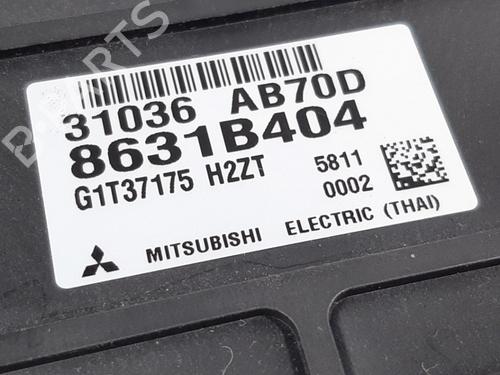 31036 AB70D
8631B404
G1T37175 H2ZT 5811
0002
MITSUBISHI ELECTRIC (THAI)